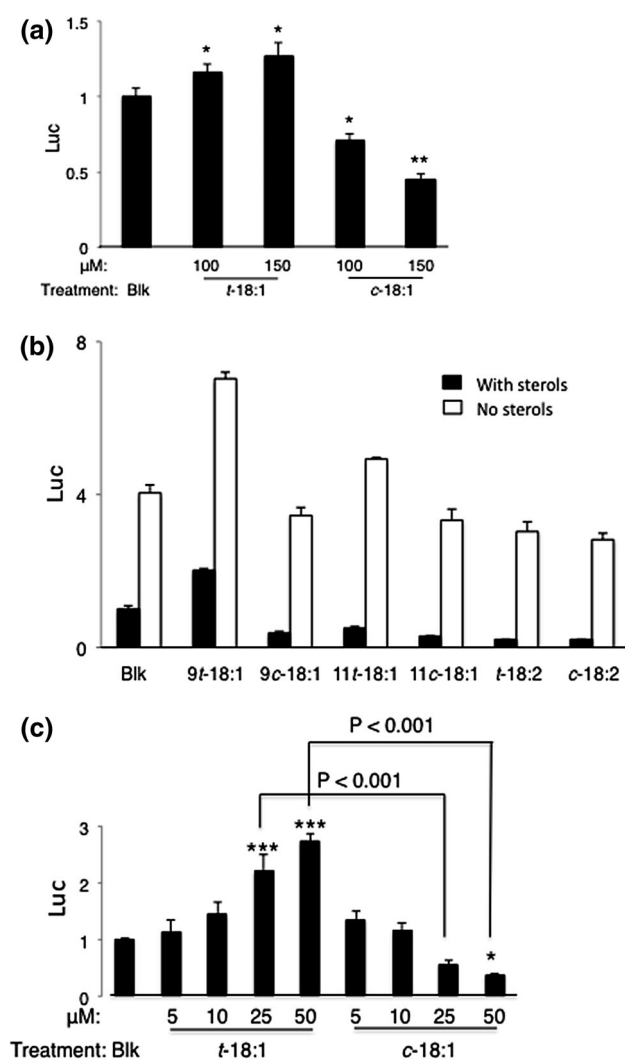 (a)
1.5
*
*
1
*
Luc
**
0.5
0
μM: 100 150 100 150
Treatment: Blk t-18:1 c-18:1
(b)
8
With sterols
No sterols
Luc
4
0
Blk 9t-18:1 9c-18:1 11t-18:1 11c-18:1 t-18:2 c-18:2
(c)
P < 0.001
P < 0.001
3
***
***
2
Luc
1
*
0
μM: 5 10 25 50 5 10 25 50
Treatment: Blk t-18:1 c-18:1